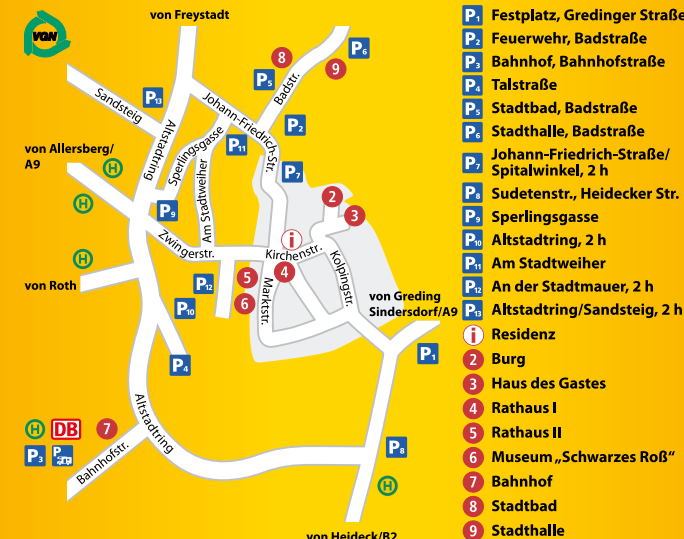 VGN
von Freystadt
P6
8
P5
9
Badstr.
Sandsteig
P13
Johann-Friedrich-Str.
P2
Altstadtring
Sperlingsgasse
P11
von Allersberg/
A9
H
H
P7
2
3
P9
Am Stadtweiher
Zwingerstr.
i
Kirchenstr.
Kolpingstr.
H
von Roth
P12
5
4
6
Marktstr.
P10
von Greding
Sindersdorf/A9
P1
P4
Altstadtring
H DB 7
P3 P
Bahnhofstr.
P8
H
von Heideck/B2
P1 Festplatz, Gredinger Straße
P2 Feuerwehr, Badstraße
P3 Bahnhof, Bahnhofstraße
P4 Talstraße
P5 Stadtbad, Badstraße
P6 Stadthalle, Badstraße
P7 Johann-Friedrich-Straße/
Spitalwinkel, 2 h
P8 Sudetenstr., Heidecker Str.
P9 Sperlingsgasse
P10 Altstadtring, 2 h
P11 Am Stadtweiher
P12 An der Stadtmauer, 2 h
P13 Altstadtring/Sandsteig, 2 h
i Residenz
2 Burg
3 Haus des Gastes
4 Rathaus I
5 Rathaus II
6 Museum „Schwarzes Roß“
7 Bahnhof
8 Stadtbad
9 Stadthalle